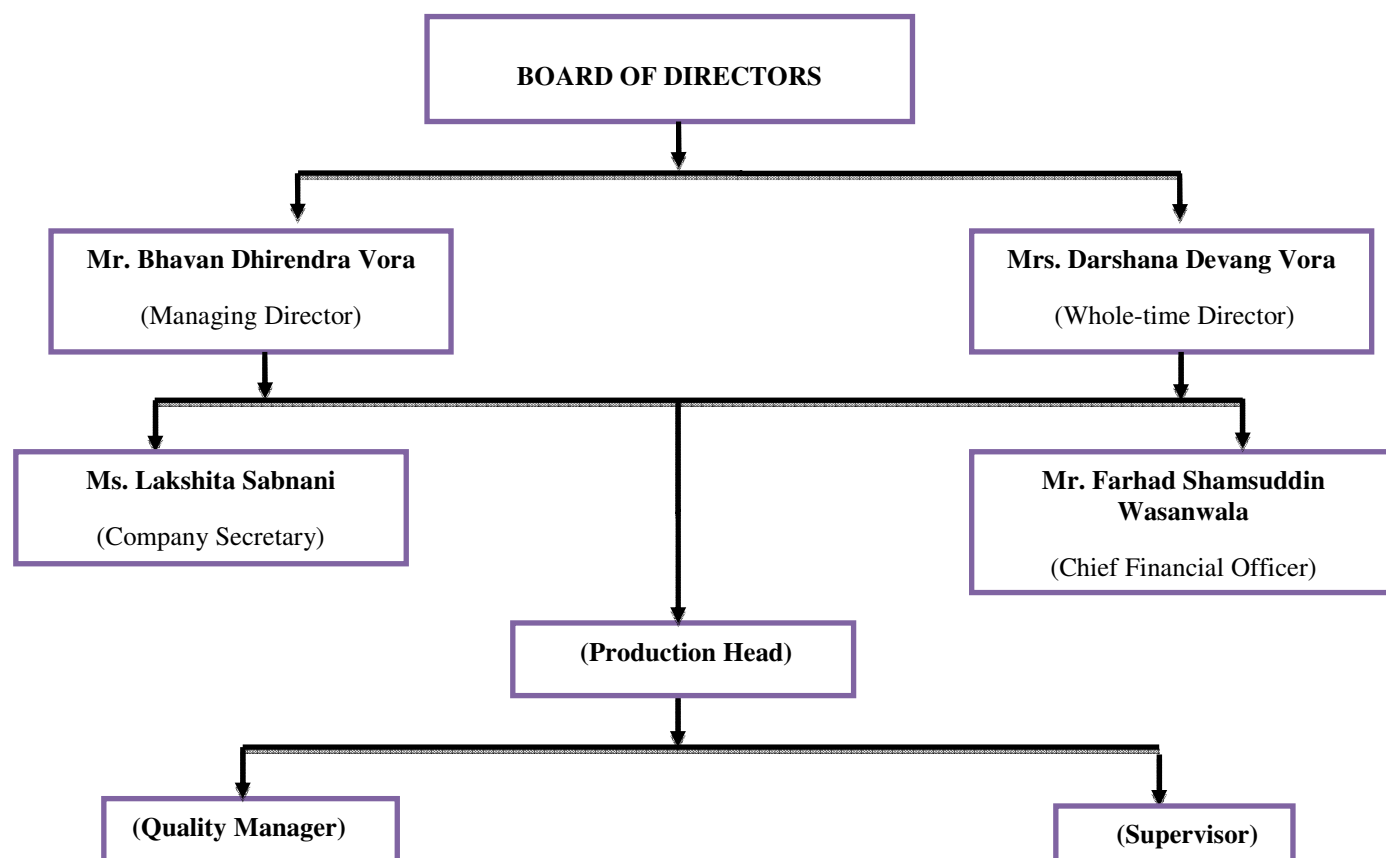 BOARD OF DIRECTORS
Mr. Bhavan Dhirendra Vora
(Managing Director)
Mrs. Darshana Devang Vora
(Whole-time Director)
Ms. Lakshita Sabnani
(Company Secretary)
Mr. Farhad Shamsuddin
Wasanwala
(Chief Financial Officer)
(Production Head)
(Quality Manager)
(Supervisor)